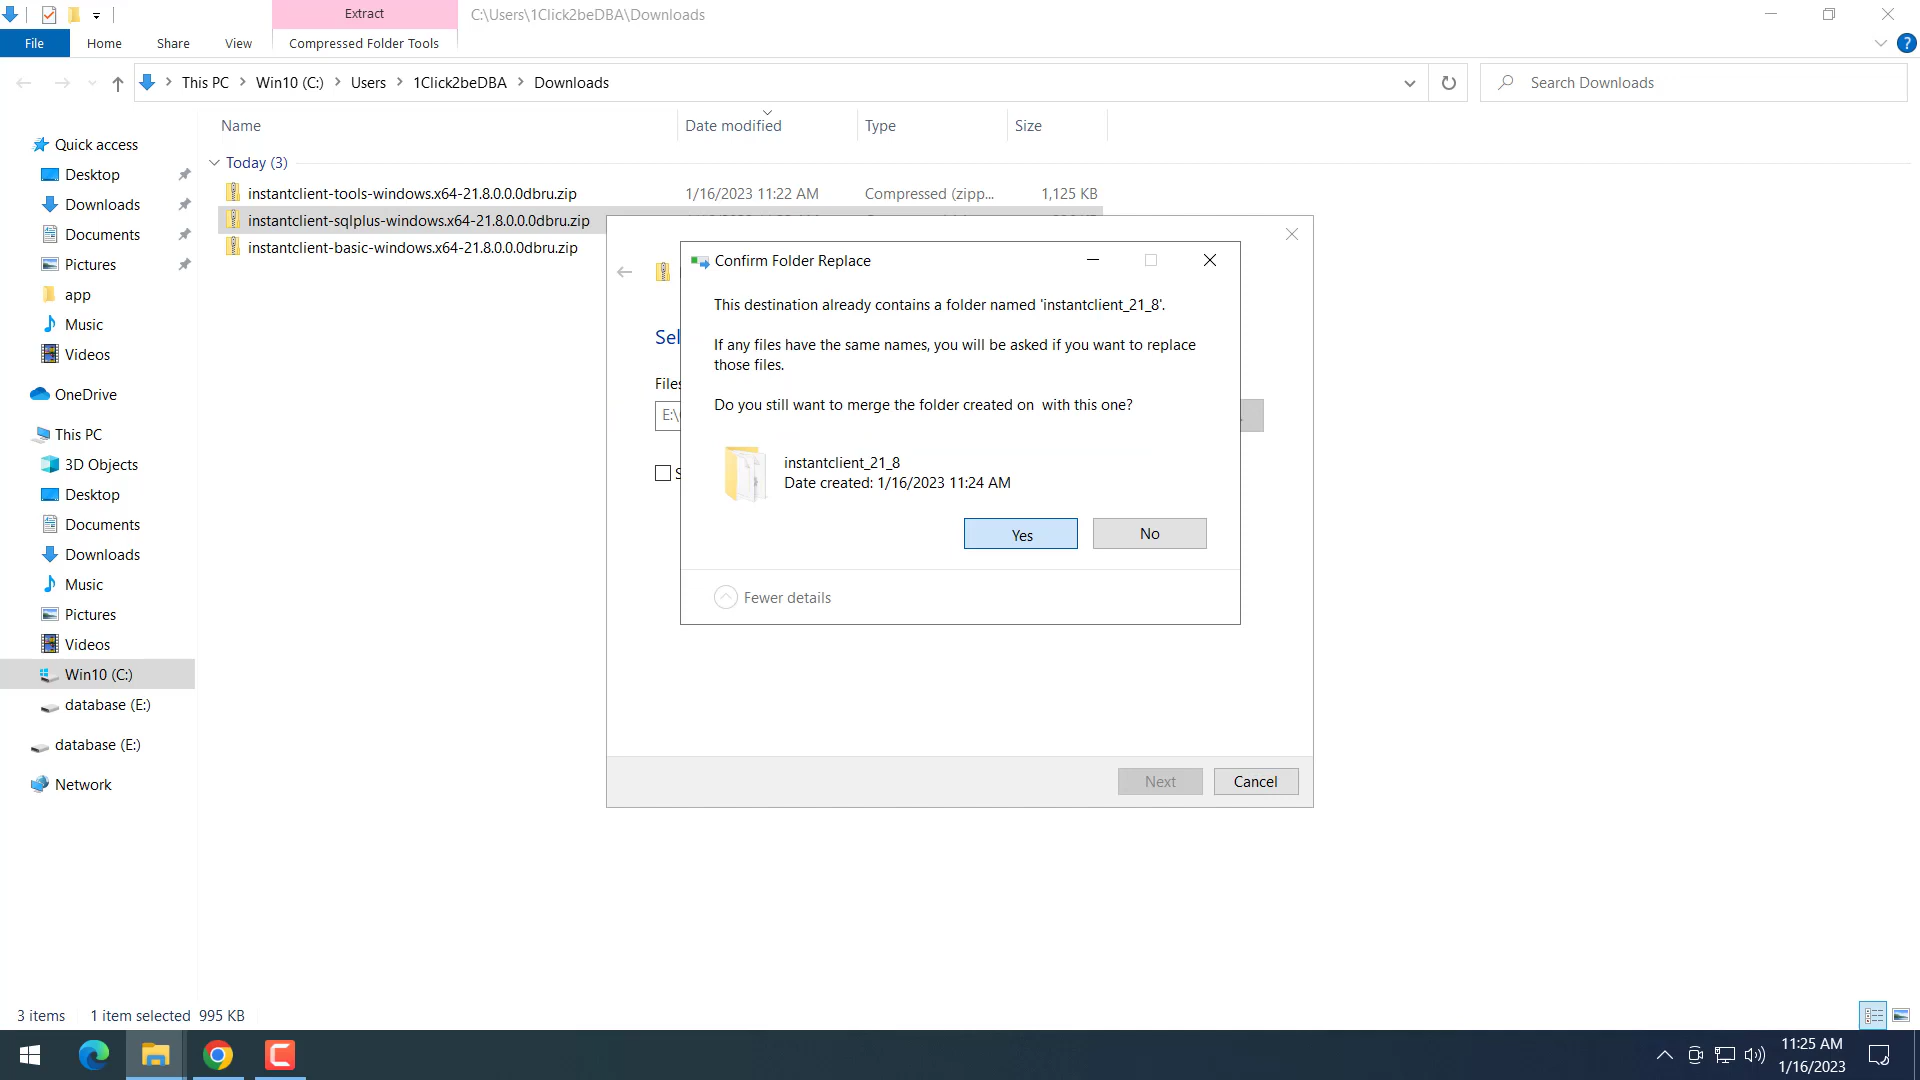 Extract
C:\Users\1Click2beDBA\Downloads
File
Home
Share
View
Compressed Folder Tools
?
This PC > Win10 (C:) > Users > 1Click2beDBA > Downloads
Search Downloads
Name
Date modified
Type
Size
Today (3)
instantclient-tools-windows.x64-21.8.0.0.0dbru.zip
1/16/2023 11:22 AM
Compressed (zipp...
1,125 KB
instantclient-sqlplus-windows.x64-21.8.0.0.0dbru.zip
instantclient-basic-windows.x64-21.8.0.0.0dbru.zip
Quick access
Desktop
Downloads
Documents
Pictures
app
Music
Videos
OneDrive
This PC
3D Objects
Desktop
Documents
Downloads
Music
Pictures
Videos
Win10 (C:)
database (E:)
database (E:)
Network
Sel
Files
E:\
S
Confirm Folder Replace
This destination already contains a folder named 'instantclient_21_8'.
If any files have the same names, you will be asked if you want to replace
those files.
Do you still want to merge the folder created on  with this one?
instantclient_21_8
Date created: 1/16/2023 11:24 AM
Yes
No
Fewer details
Next
Cancel
3 items
1 item selected 995 KB
11:25 AM
1/16/2023